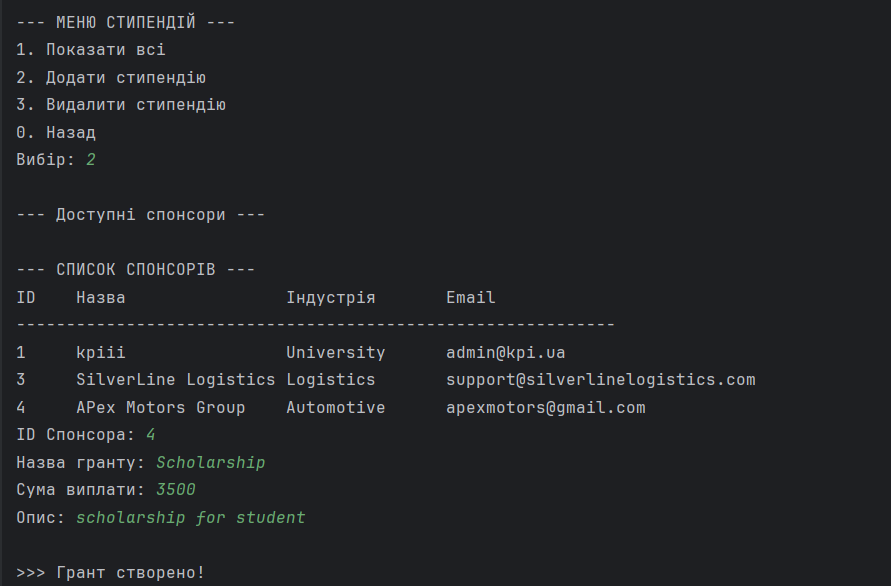 --- МЕНЮ СТИПЕНДІЙ ---
1. Показати всі
2. Додати стипендію
3. Видалити стипендію
0. Назад
Вибір: 2
--- Доступні спонсори ---
--- СПИСОК СПОНСОРІВ ---
ID    Назва                Індустрія       Email
------------------------------------------------------------
1     kpiii                University      admin@kpi.ua
3     SilverLine Logistics Logistics       support@silverlinelogistics.com
4     APex Motors Group    Automotive      apexmotors@gmail.com
ID Спонсора: 4
Назва гранту: Scholarship
Сума виплати: 3500
Опис: scholarship for student
>>> Грант створено!